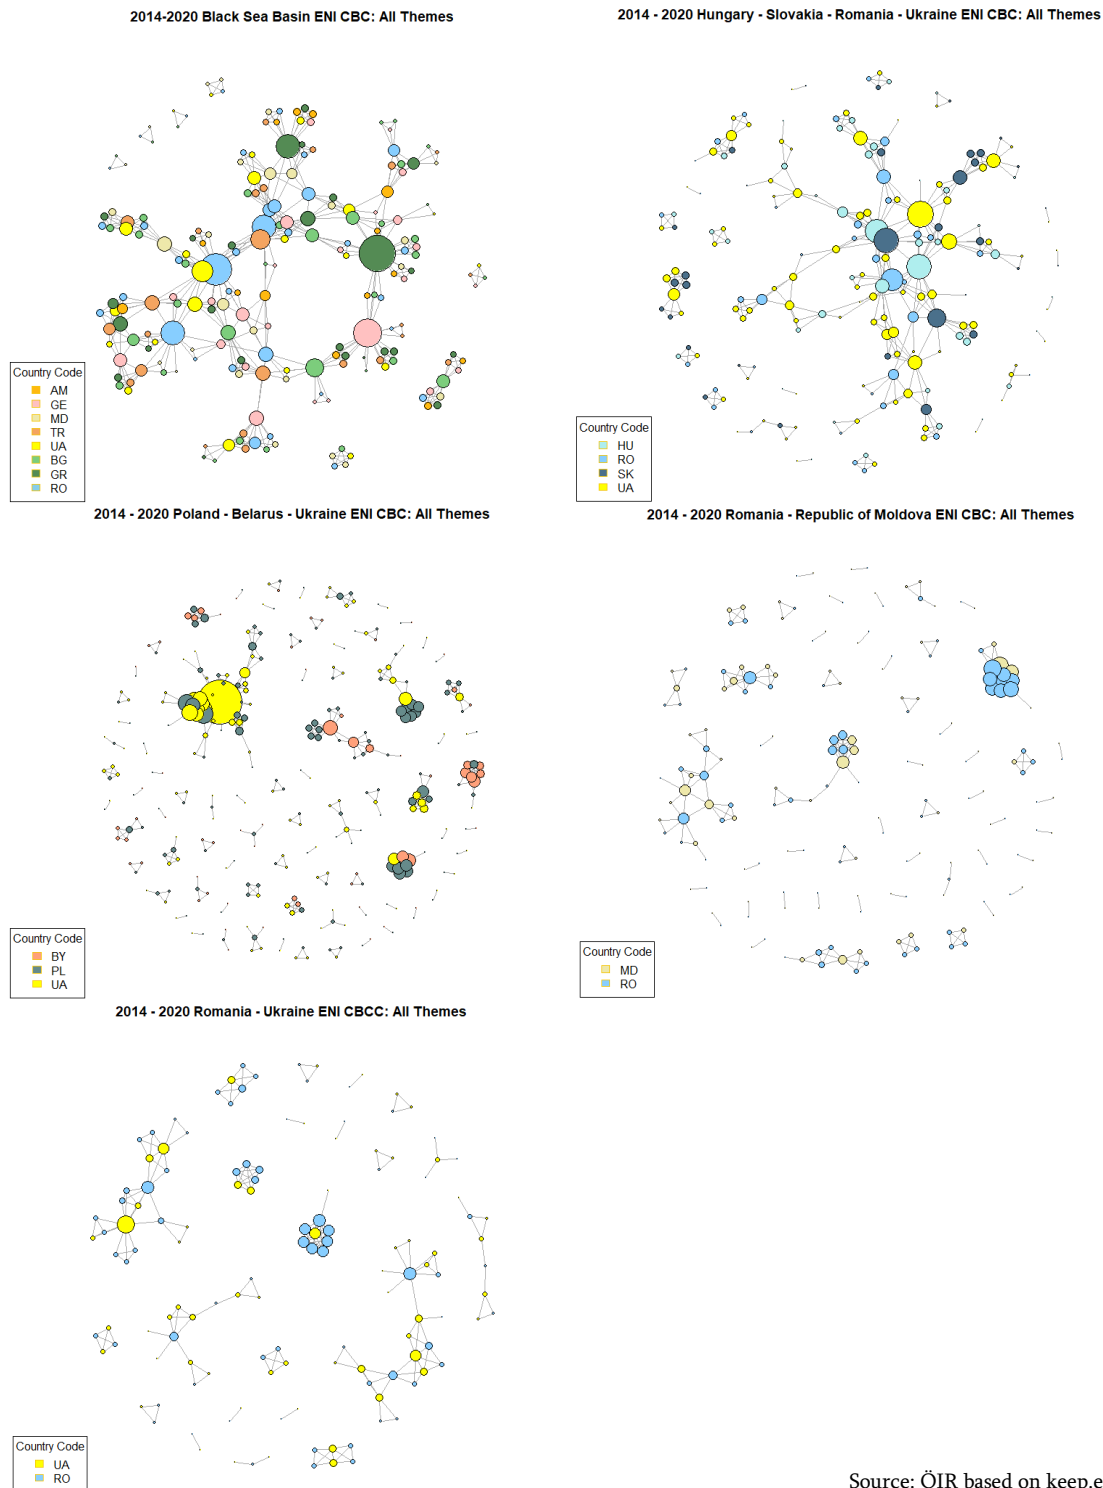 2014-2020 Black Sea Basin ENI CBC: All Themes
2014 - 2020 Hungary - Slovakia - Romania - Ukraine ENI CBC: All Themes
Country Code
AM
GE
MD
TR
UA
BG
GR
RO
Country Code
HU
RO
SK
UA
2014 - 2020 Poland - Belarus - Ukraine ENI CBC: All Themes
2014 - 2020 Romania - Republic of Moldova ENI CBC: All Themes
Country Code
BY
PL
UA
Country Code
MD
RO
2014 - 2020 Romania - Ukraine ENI CBCC: All Themes
Country Code
UA
RO
Source: ÖIR based on keep.e